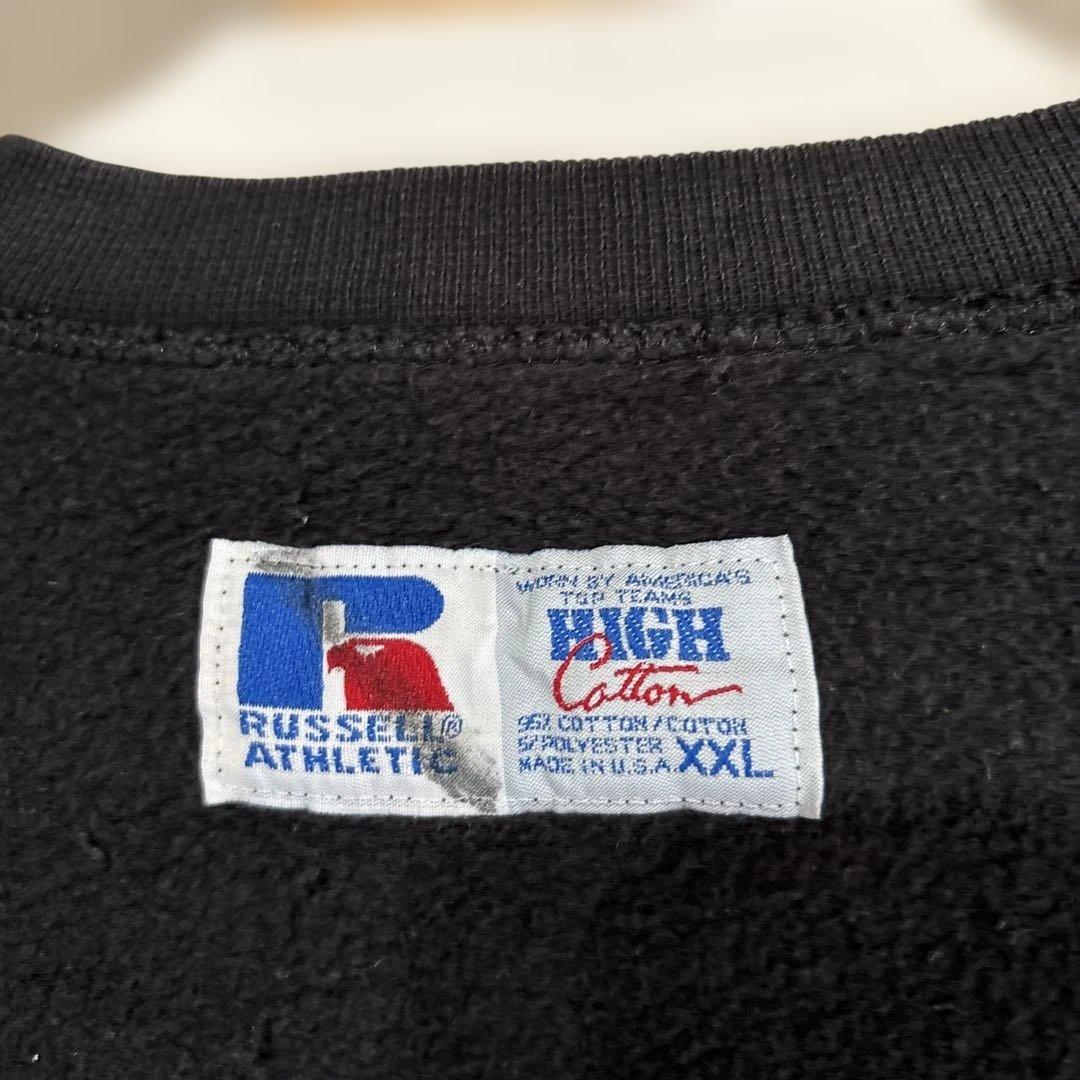 R
RUSSELL®
ATHLETIC
WORN BY AMERICA'S
TOP TEAMS
HIGH
Cotton
95% COTTON/COTON
5%POLYESTER
MADE IN U.S.A. XXL